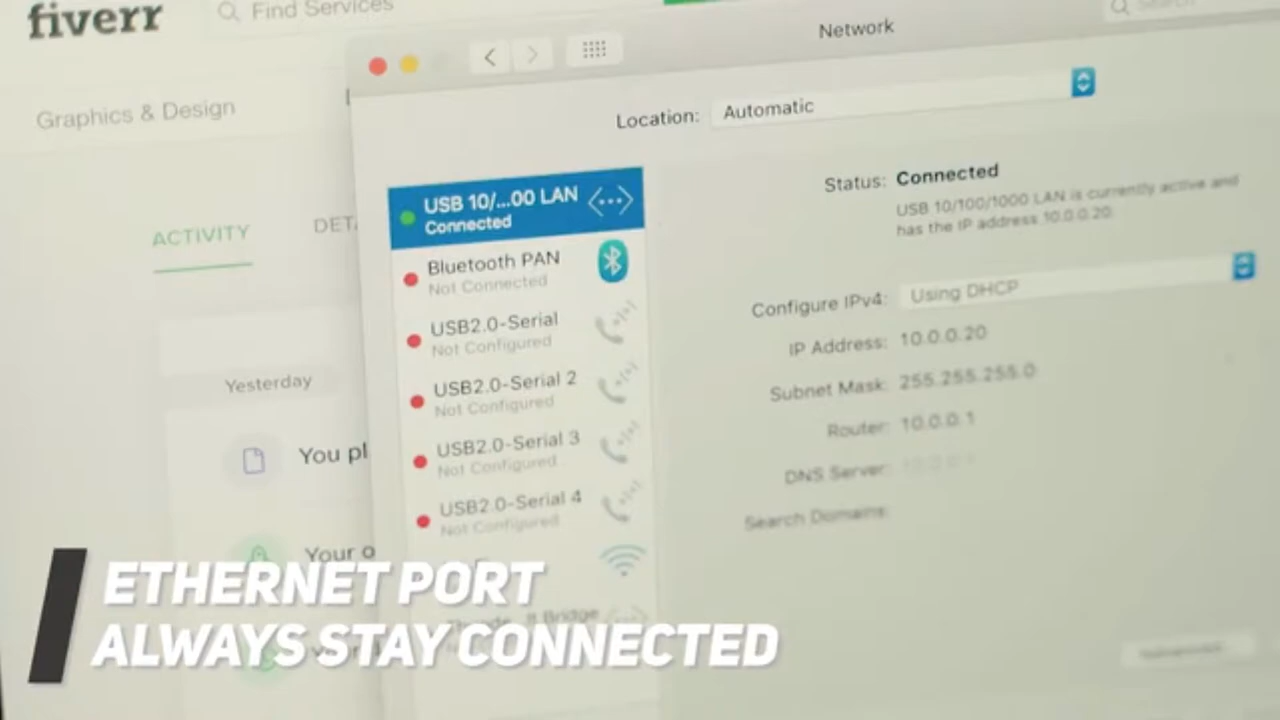 fiverr
Find Services
Graphics & Design
ACTIVITY
DETA
Yesterday
You pl
Your o
Network
Search
Location: Automatic
USB 10/...00 LAN
Connected
Bluetooth PAN
Not Connected
USB2.0-Serial
Not Configured
USB2.0-Serial 2
Not Configured
USB2.0-Serial 3
Not Configured
USB2.0-Serial 4
Not Configured
Bridge
Status: Connected
USB 10/100/1000 LAN is currently active and
has the IP address 10.0.0.20.
Configure IPv4: Using DHCP
IP Address: 10.0.0.20
Subnet Mask: 255.255.255.0
Router: 10.0.0.1
DNS Server:
Search Domains:
ETHERNET PORT
ALWAYS STAY CONNECTED